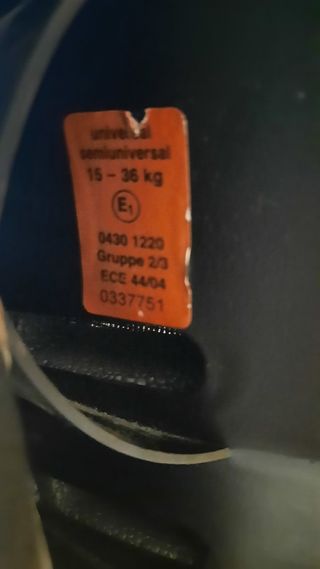 universal
semiuniversal
15 - 36 kg
E1
0430 1220
Gruppe 2/3
ECE 44/04
0337751